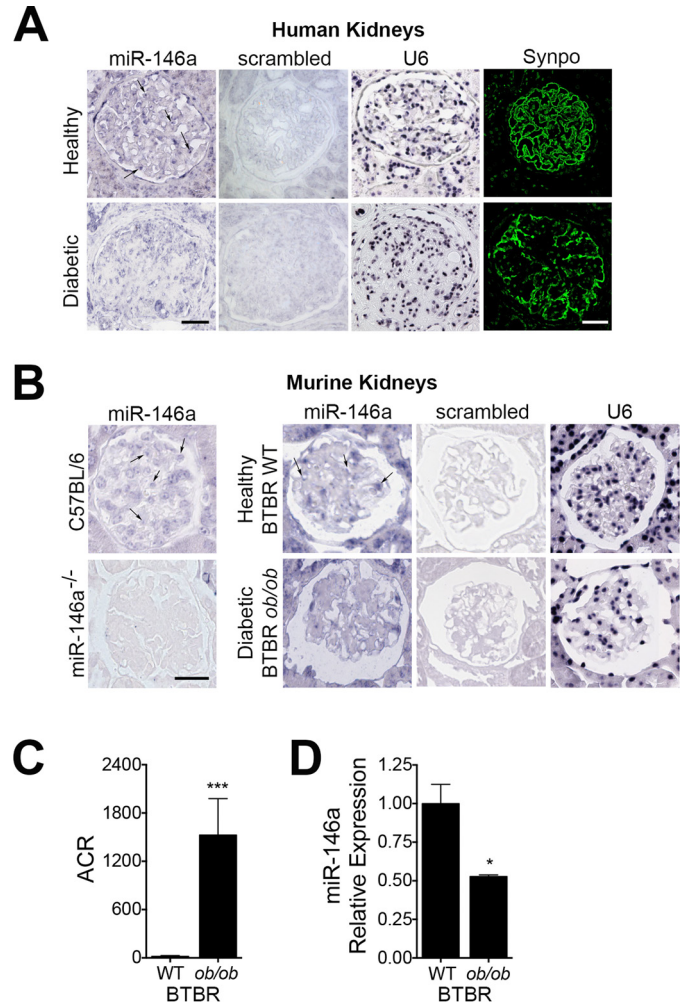 A
Human Kidneys
miR-146a scrambled U6 Synpo
Healthy
Diabetic
B
Murine Kidneys
miR-146a miR-146a scrambled U6
C57BL/6
miR-146a-/-
Healthy
BTBR WT
Diabetic
BTBR ob/ob
C
ACR
2400
1800
1200
600
0
***
WT ob/ob
BTBR
D
miR-146a
Relative Expression
1.25
1.00
0.75
0.50
0.25
0.00
*
WT ob/ob
BTBR